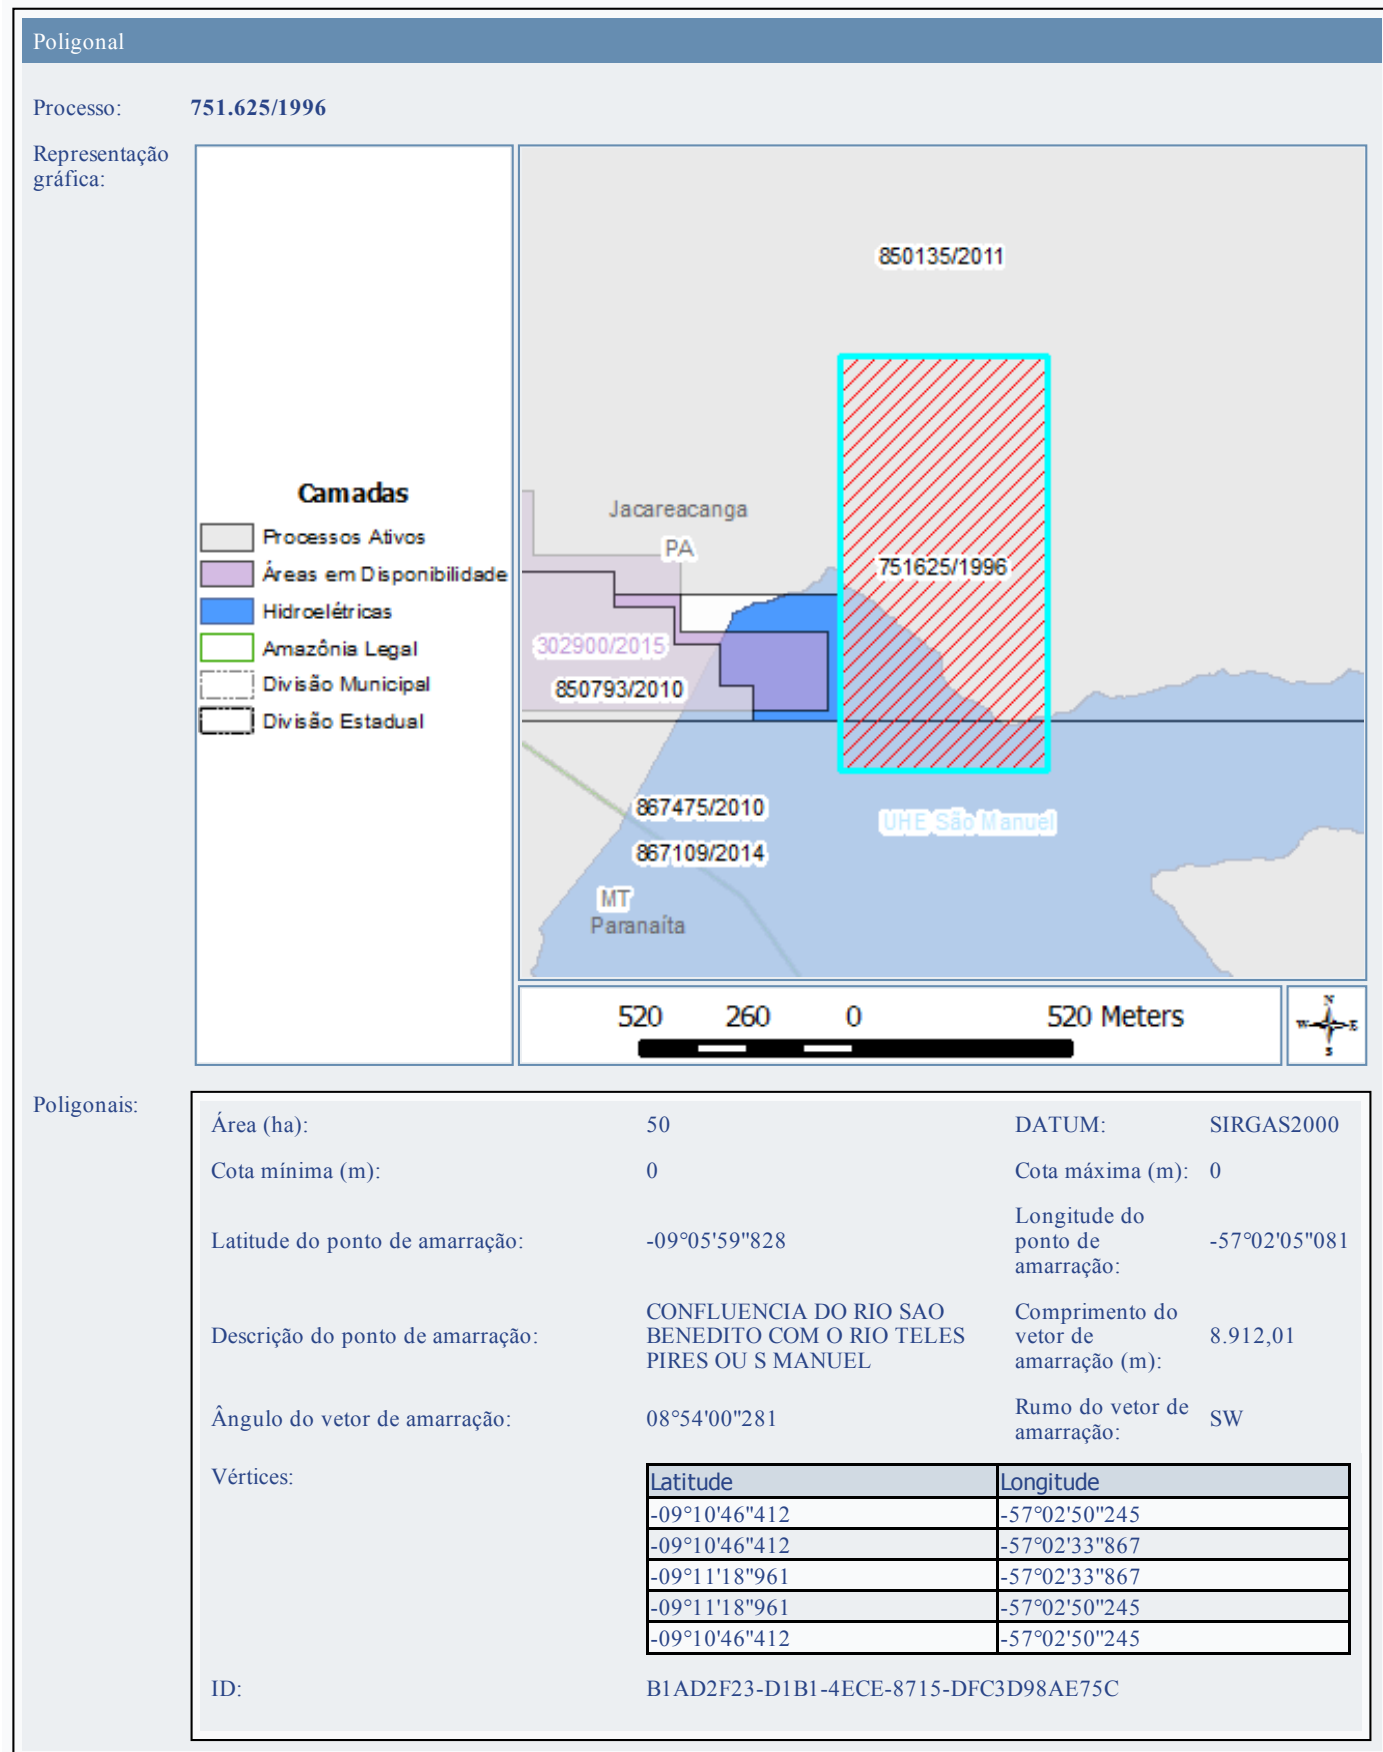 Poligonal
Processo: 751.625/1996
Representação
gráfica:
Camadas
Processos Ativos
Áreas em Disponibilidade
Hidroelétricas
Amazônia Legal
Divisão Municipal
Divisão Estadual
850135/2011
Jacareacanga
PA
751625/1996
302900/2015
850793/2010
867475/2010
UHE São Manuel
867109/2014
MT
Paranaíta
520 260 0 520 Meters
N
W E
S
Poligonais:
Área (ha): 50 DATUM: SIRGAS2000
Cota mínima (m): 0 Cota máxima (m): 0
Latitude do ponto de amarração: -09°05'59"828
Longitude do
ponto de
amarração:
-57°02'05"081
Descrição do ponto de amarração:
CONFLUENCIA DO RIO SAO
BENEDITO COM O RIO TELES
PIRES OU S MANUEL
Comprimento do
vetor de
amarração (m):
8.912,01
Ângulo do vetor de amarração: 08°54'00"281
Rumo do vetor de
amarração:
SW
Vértices:
Latitude Longitude
-09°10'46"412 -57°02'50"245
-09°10'46"412 -57°02'33"867
-09°11'18"961 -57°02'33"867
-09°11'18"961 -57°02'50"245
-09°10'46"412 -57°02'50"245
ID: B1AD2F23-D1B1-4ECE-8715-DFC3D98AE75C